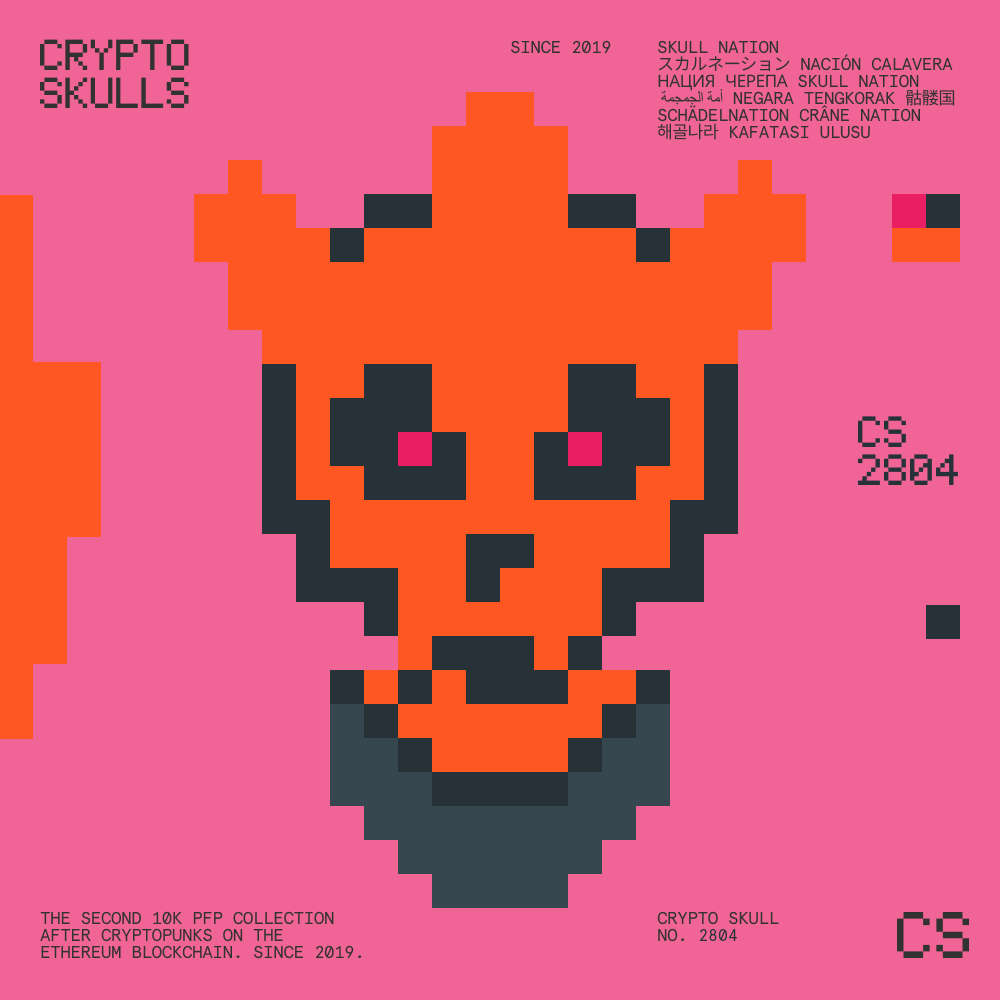 CRYPTO
SKULLS
SINCE 2019
SKULL NATION
スカルネーション NACIÓN CALAVERA
НАЦИЯ ЧЕРЕПА SKULL NATION
أمة الجمجمة NEGARA TENGKORAK 骷髅国
SCHÄDELNATION CRÂNE NATION
해골나라 KAFATASI ULUSU
CS
2804
THE SECOND 10K PFP COLLECTION
AFTER CRYPTOPUNKS ON THE
ETHEREUM BLOCKCHAIN. SINCE 2019.
CRYPTO SKULL
NO. 2804
CS